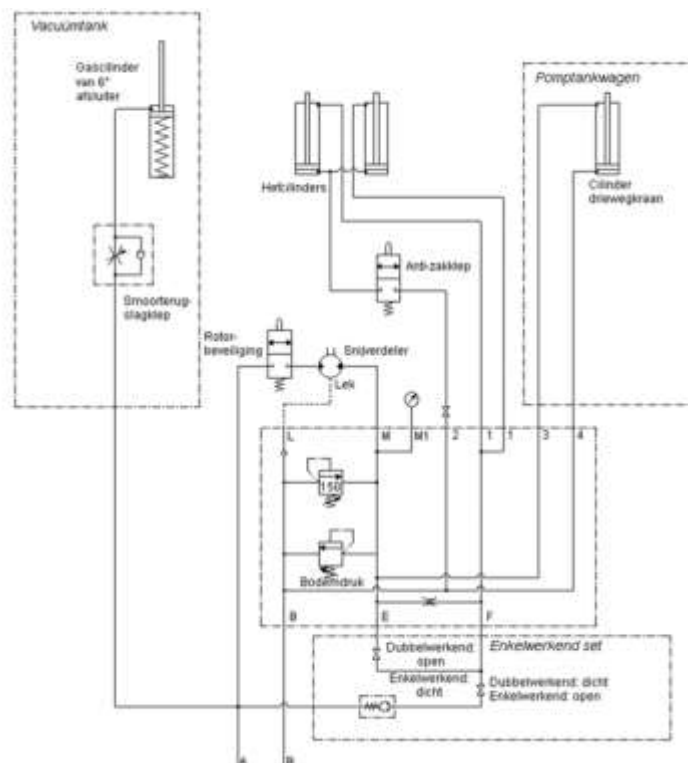 Vacuümtank
Gascilinder
van 6"
afsluiter
Pomptankwagen
Hefcilinders
Cilinder
driewegkraan
Anti-zakklep
Smoorterug-
slagklep
Rotor-
beveiliging
Snijverdeler
Lek
L
M
M1
2
1
1
3
4
150
Bodemdruk
B
E
F
Enkelwerkend set
Dubbelwerkend:
open
Enkelwerkend:
dicht
Dubbelwerkend: dicht
Enkelwerkend: open
A
B